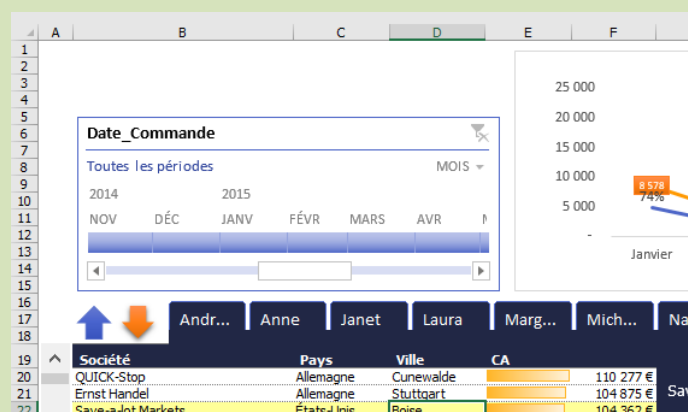 A B C D E F
1
2
3
4
5
6
7
8
9
10
11
12
13
14
15
16
17
18
19
20
21
22
Date_Commande
Toutes les périodes MOIS
2014 2015
NOV DÉC JANV FÉVR MARS AVR
25 000
20 000
15 000
10 000
5 000
-
8 578
74%
Janvier
Andr... Anne Janet Laura Marg... Mich... Na
Société Pays Ville CA
QUICK-Stop Allemagne Cunewalde 110 277 €
Ernst Handel Allemagne Stuttgart 104 875 €
Save-a-lot Markets États-Unis Boise 104 362 €
Sav